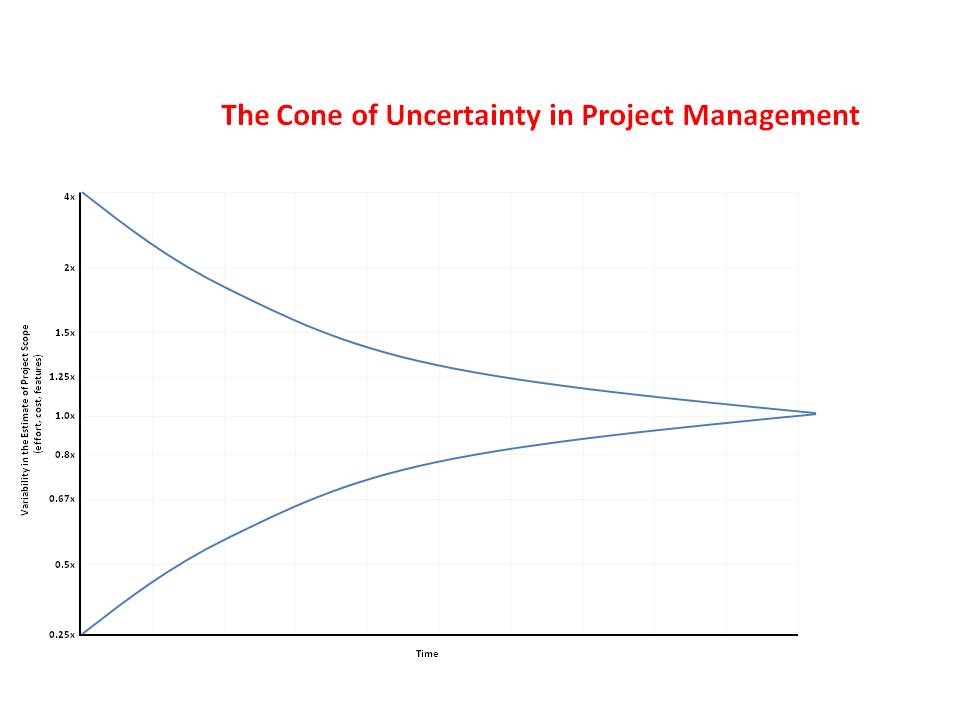 The Cone of Uncertainty in Project Management
4x
2x
1.5x
1.25x
1.0x
0.8x
0.67x
0.5x
0.25x
Variability in the Estimate of Project Scope
(effort, cost, features)
Time